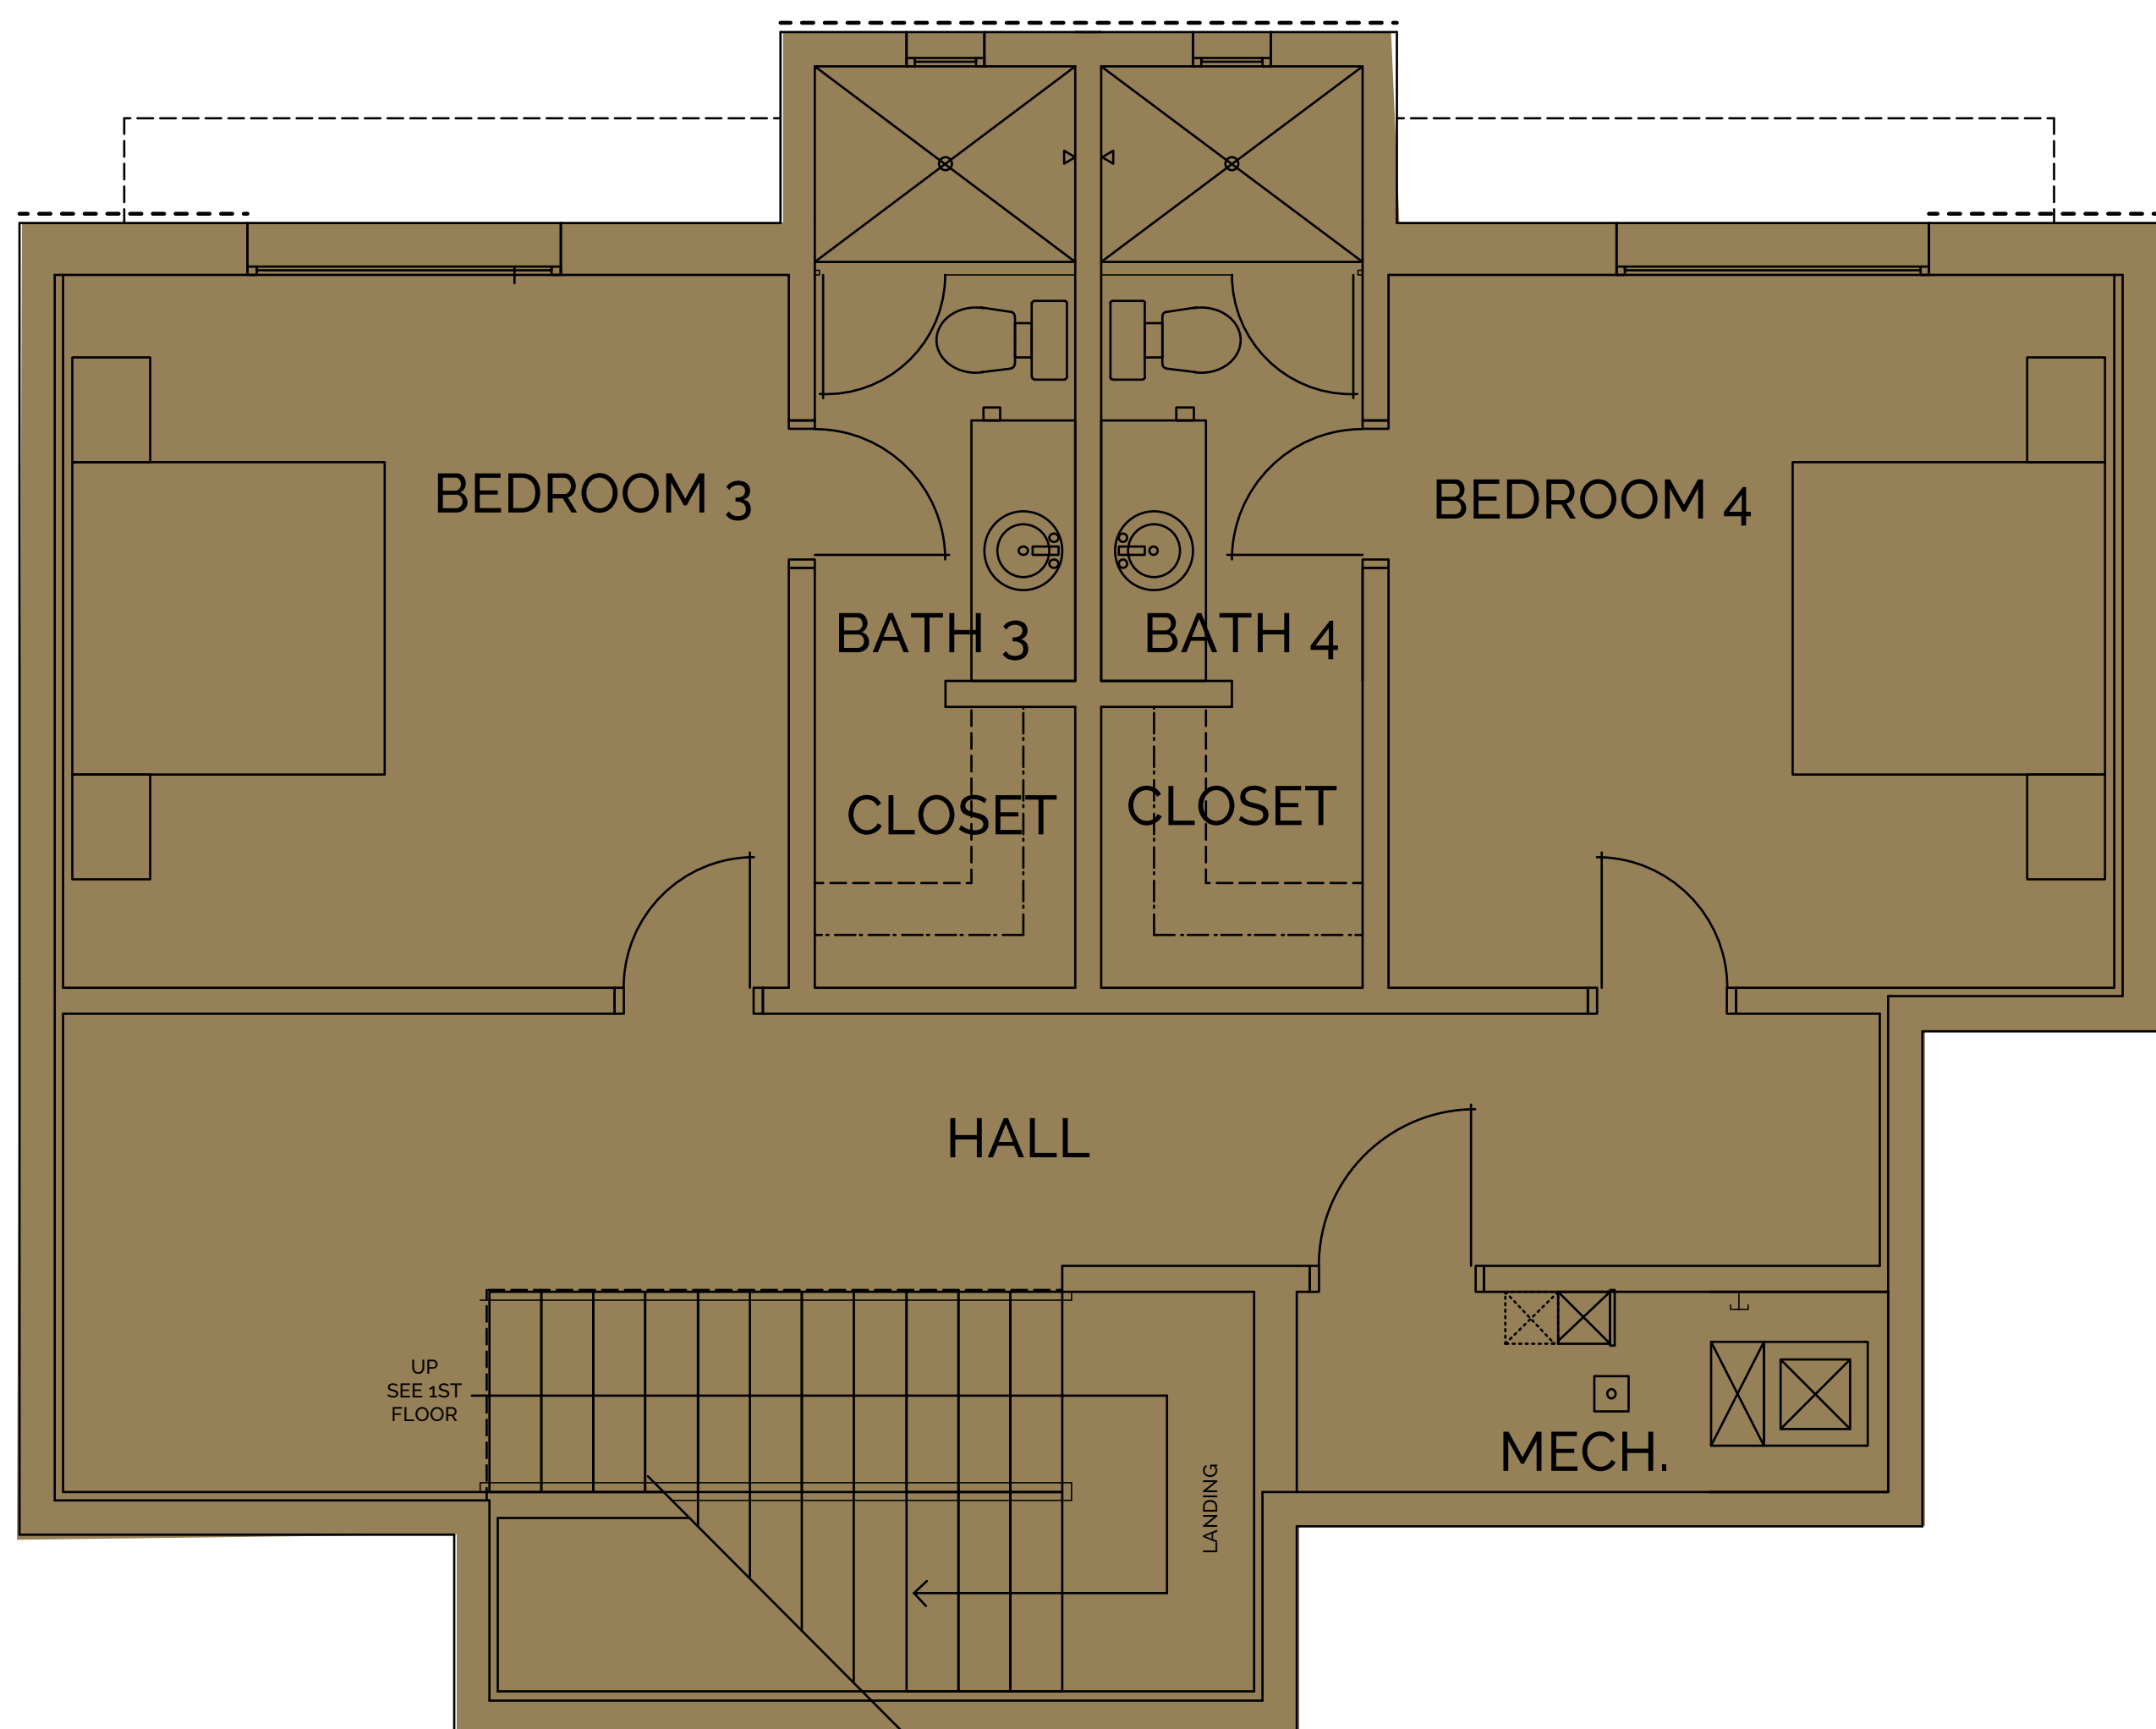 BEDROOM 3
BEDROOM 4
BATH 3
BATH 4
CLOSET
CLOSET
HALL
UP
SEE 1ST
FLOOR
MECH.
LANDING